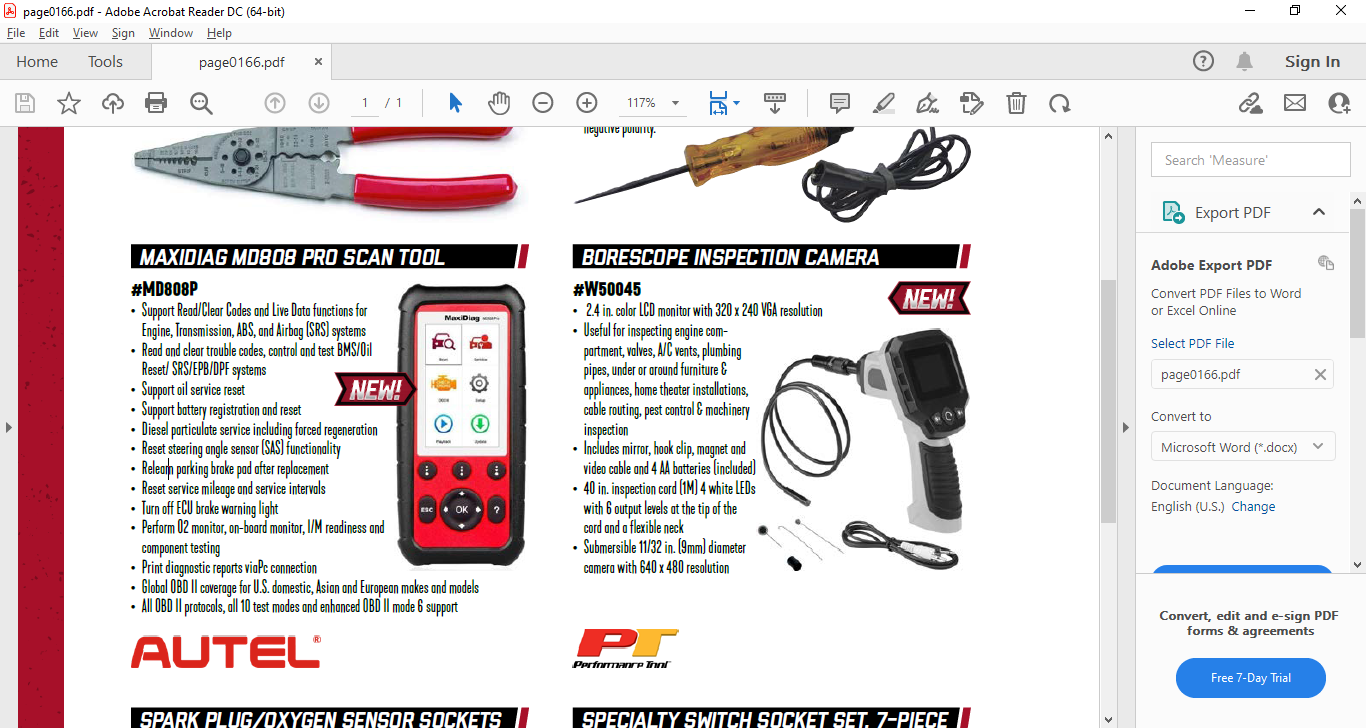 page0166.pdf - Adobe Acrobat Reader DC (64-bit)
File Edit View Sign Window Help
Home Tools page0166.pdf × Sign In
1 / 1 117%
negative polarity.
MAXIDIAG MD808 PRO SCAN TOOL
#MD808P
• Support Read/Clear Codes and Live Data functions for
Engine, Transmission, ABS, and Airbag (SRS) systems
• Read and clear trouble codes, control and test BMS/Oil
Reset/ SRS/EPB/DPF systems
• Support oil service reset
NEW!
• Support battery registration and reset
• Diesel particulate service including forced regeneration
• Reset steering angle sensor (SAS) functionality
• Relearn parking brake pad after replacement
• Reset service mileage and service intervals
• Turn off ECU brake warning light
• Perform O2 monitor, on-board monitor, I/M readiness and
component testing
• Print diagnostic reports viaPc connection
• Global OBD II coverage for U.S. domestic, Asian and European makes and models
• All OBD II protocols, all 10 test modes and enhanced OBD II mode 6 support
MaxiDiag
Scan Service
OBDII Setup
Playback Update
ESC OK ?
AUTEL®
BORESCOPE INSPECTION CAMERA
#W50045
NEW!
• 2.4 in. color LCD monitor with 320 x 240 VGA resolution
• Useful for inspecting engine com-
partment, valves, A/C vents, plumbing
pipes, under or around furniture &
appliances, home theater installations,
cable routing, pest control & machinery
inspection
• Includes mirror, hook clip, magnet and
video cable and 4 AA batteries (included)
• 40 in. inspection cord (1M) 4 white LEDs
with 6 output levels at the tip of the
cord and a flexible neck
• Submersible 11/32 in. (9mm) diameter
camera with 640 x 480 resolution
PT
Performance Tool
SPARK PLUG/OXYGEN SENSOR SOCKETS
SPECIALTY SWITCH SOCKET SET, 7-PIECE
Search 'Measure'
Export PDF
Adobe Export PDF
Convert PDF Files to Word
or Excel Online
Select PDF File
page0166.pdf
Convert to
Microsoft Word (*.docx)
Document Language:
English (U.S.) Change
Convert, edit and e-sign PDF
forms & agreements
Free 7-Day Trial